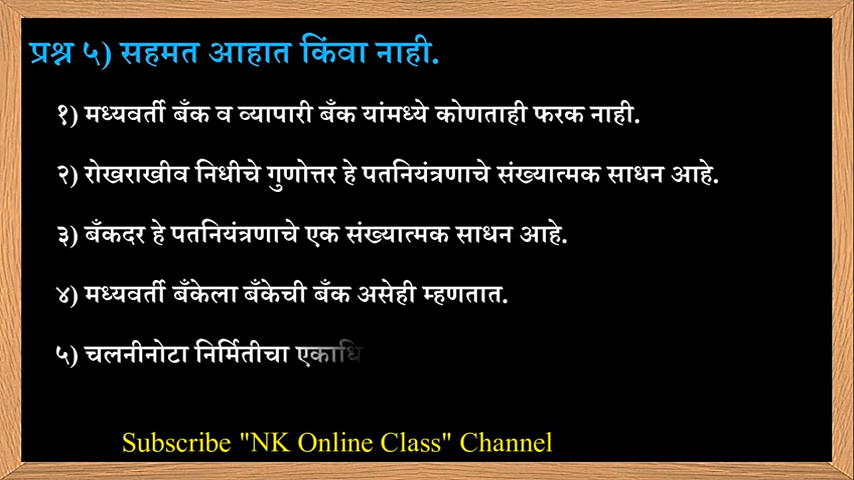 प्रश्न ५) सहमत आहात किंवा नाही.
१) मध्यवर्ती बँक व व्यापारी बँक यांमध्ये कोणताही फरक नाही.
२) रोखराखीव निधीचे गुणोत्तर हे पतनियंत्रणाचे संख्यात्मक साधन आहे.
३) बँकदर हे पतनियंत्रणाचे एक संख्यात्मक साधन आहे.
४) मध्यवर्ती बँकेला बँकेची बँक असेही म्हणतात.
५) चलनीनोटा निर्मितीचा एकाधि
Subscribe "NK Online Class" Channel